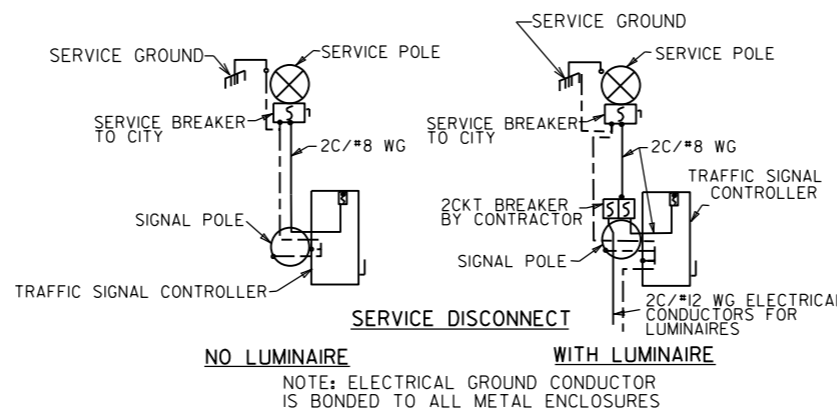 SERVICE GROUND
SERVICE POLE
SERVICE BREAKER
TO CITY
2C/#8 WG
SIGNAL POLE
TRAFFIC SIGNAL CONTROLLER
NO LUMINAIRE
SERVICE GROUND
SERVICE POLE
SERVICE BREAKER
TO CITY
2C/#8 WG
TRAFFIC SIGNAL
CONTROLLER
2CKT BREAKER
BY CONTRACTOR
SIGNAL POLE
2C/#12 WG ELECTRICAL
CONDUCTORS FOR
LUMINAIRES
SERVICE DISCONNECT
WITH LUMINAIRE
NOTE: ELECTRICAL GROUND CONDUCTOR
IS BONDED TO ALL METAL ENCLOSURES